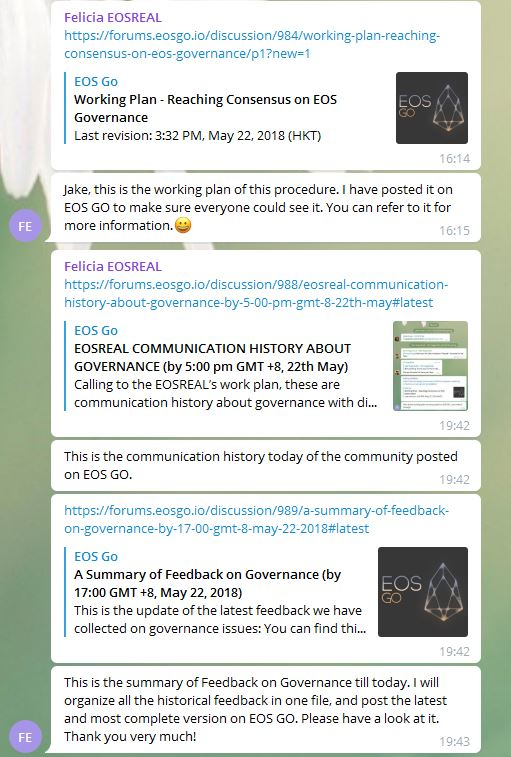 Felicia EOSREAL
https://forums.eosgo.io/discussion/984/working-plan-reaching-
consensus-on-eos-governance/p1?new=1
EOS Go
Working Plan - Reaching Consensus on EOS
Governance
Last revision: 3:32 PM, May 22, 2018 (HKT)
EOS
GO
16:14
Jake, this is the working plan of this procedure. I have posted it on
EOS GO to make sure everyone could see it. You can refer to it for
more information.😀
16:15
FE
Felicia EOSREAL
https://forums.eosgo.io/discussion/988/eosreal-communication-
history-about-governance-by-5-00-pm-gmt-8-22th-may#latest
EOS Go
EOSREAL COMMUNICATION HISTORY ABOUT
GOVERNANCE (by 5:00 pm GMT +8, 22th May)
Calling to the EOSREAL’s work plan, these are
communication history about governance with di...
19:42
This is the communication history today of the community posted
on EOS GO.
19:42
https://forums.eosgo.io/discussion/989/a-summary-of-feedback-
on-governance-by-17-00-gmt-8-may-22-2018#latest
EOS Go
A Summary of Feedback on Governance (by
17:00 GMT +8, May 22, 2018)
This is the update of the latest feedback we have
collected on governance issues: You can find thi...
EOS
GO
19:42
This is the summary of Feedback on Governance till today. I will
organize all the historical feedback in one file, and post the latest
and most complete version on EOS GO. Please have a look at it.
Thank you very much!
19:43
FE